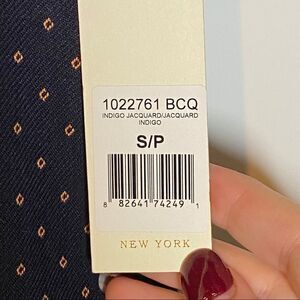 1022761 BCQ
INDIGO JACQUARD/JACQUARD
INDIGO
S/P
8 82641 74249 1
NEW YORK